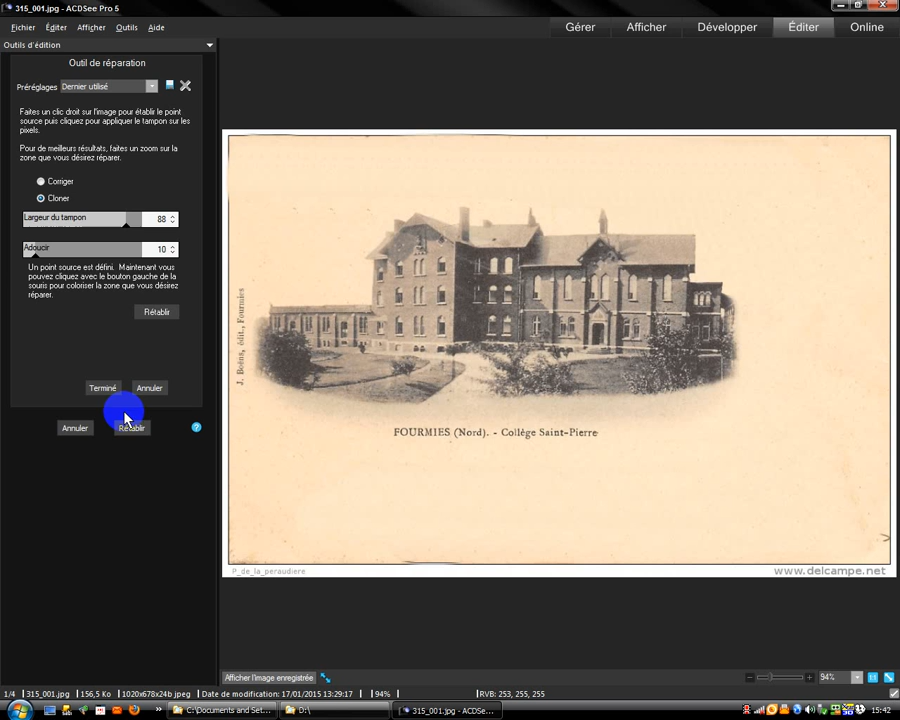 315_001.jpg - ACDSee Pro 5
Fichier Éditer Afficher Outils Aide
Gérer Afficher Développer Éditer Online
Outils d'édition
Outil de réparation
Préréglages Dernier utilisé
Faites un clic droit sur l'image pour établir le point
source puis cliquez pour appliquer le tampon sur les
pixels.
Pour de meilleurs résultats, faites un zoom sur la
zone que vous désirez réparer.
Corriger
Cloner
Largeur du tampon 88
Adoucir 10
Un point source est défini. Maintenant vous
pouvez cliquez avec le bouton gauche de la
souris pour coloriser la zone que vous désirez
réparer.
Rétablir
Terminé Annuler
Annuler Rétablir
J. Boëns, édit., Fourmies
FOURMIES (Nord). - Collège Saint-Pierre
P_de_la_peraudiere
www.delcampe.net
Afficher l'image enregistrée
94%
1/4 315_001.jpg 156,5 Ko 1020x678x24b jpeg Date de modification: 17/01/2015 13:29:17 94% RVB: 253, 255, 255
C:\Documents and Set... D:\ 315_001.jpg - ACDSe... 15:42